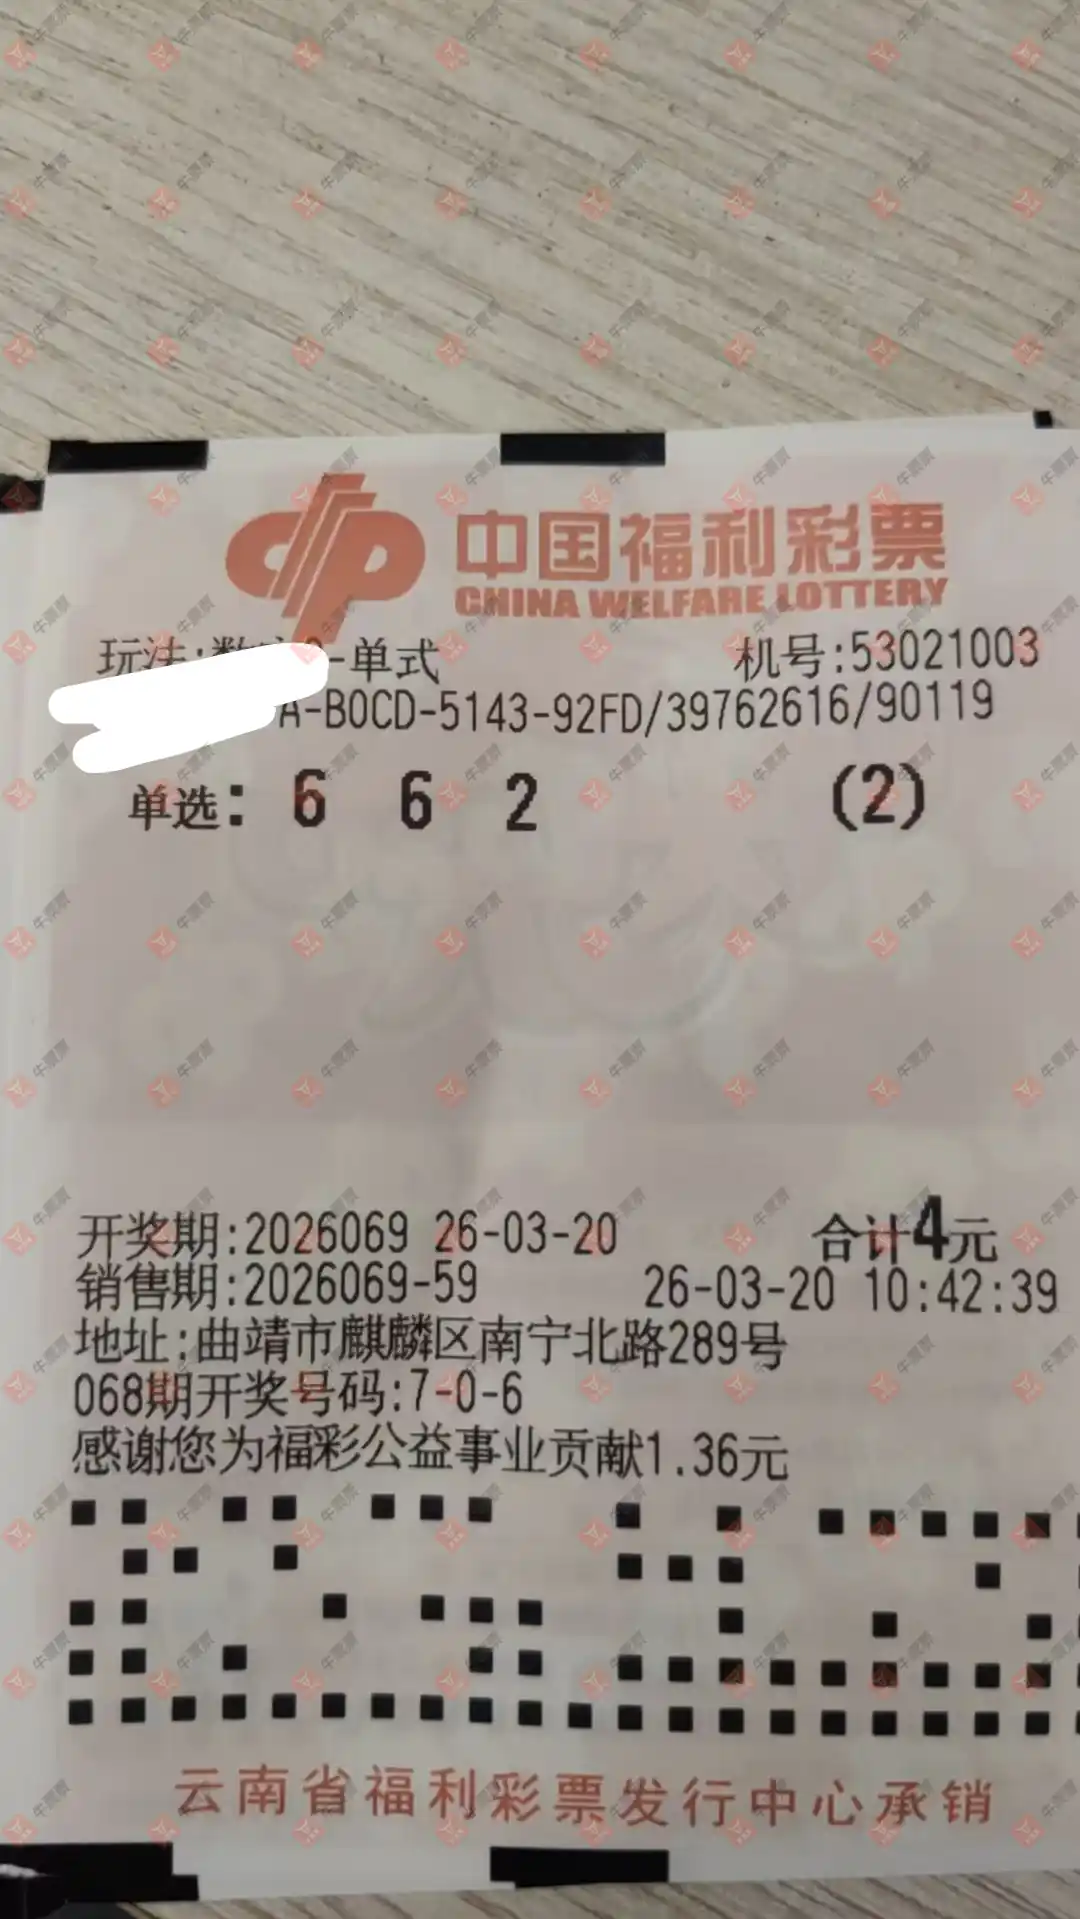 中国福利彩票
CHINA WELFARE LOTTERY
玩法:数 -单式 机号:53021003
A-B0CD-5143-92FD/39762616/90119
单选: 6 6 2 (2)
开奖期:2026069 26-03-20 合计4元
销售期:2026069-59 26-03-20 10:42:39
地址:曲靖市麒麟区南宁北路289号
068期开奖号码:7-0-6
感谢您为福彩公益事业贡献1.36元
云南省福利彩票发行中心承销
牛票票